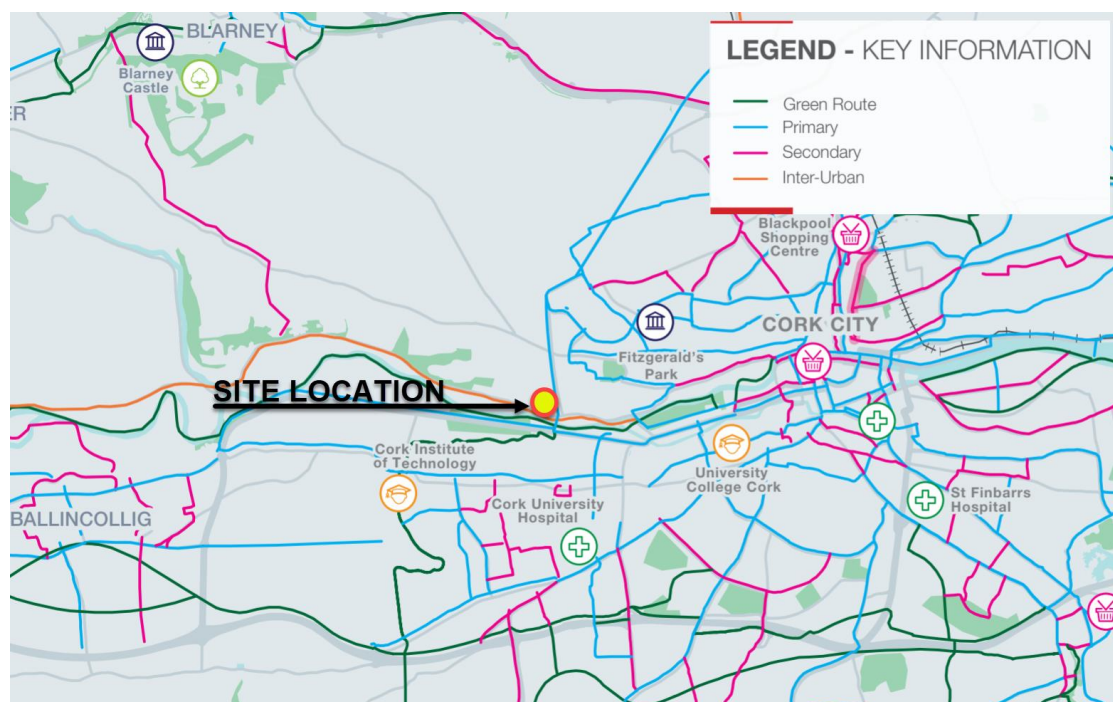 BLARNEY
Blarney
Castle
ER
LEGEND - KEY INFORMATION
Green Route
Primary
Secondary
Inter-Urban
Blackpool
Shopping
Centre
CORK CITY
Fitzgerald's
Park
SITE LOCATION
Cork Institute
of Technology
University
College Cork
Cork University
Hospital
St Finbarrs
Hospital
BALLINCOLLIG